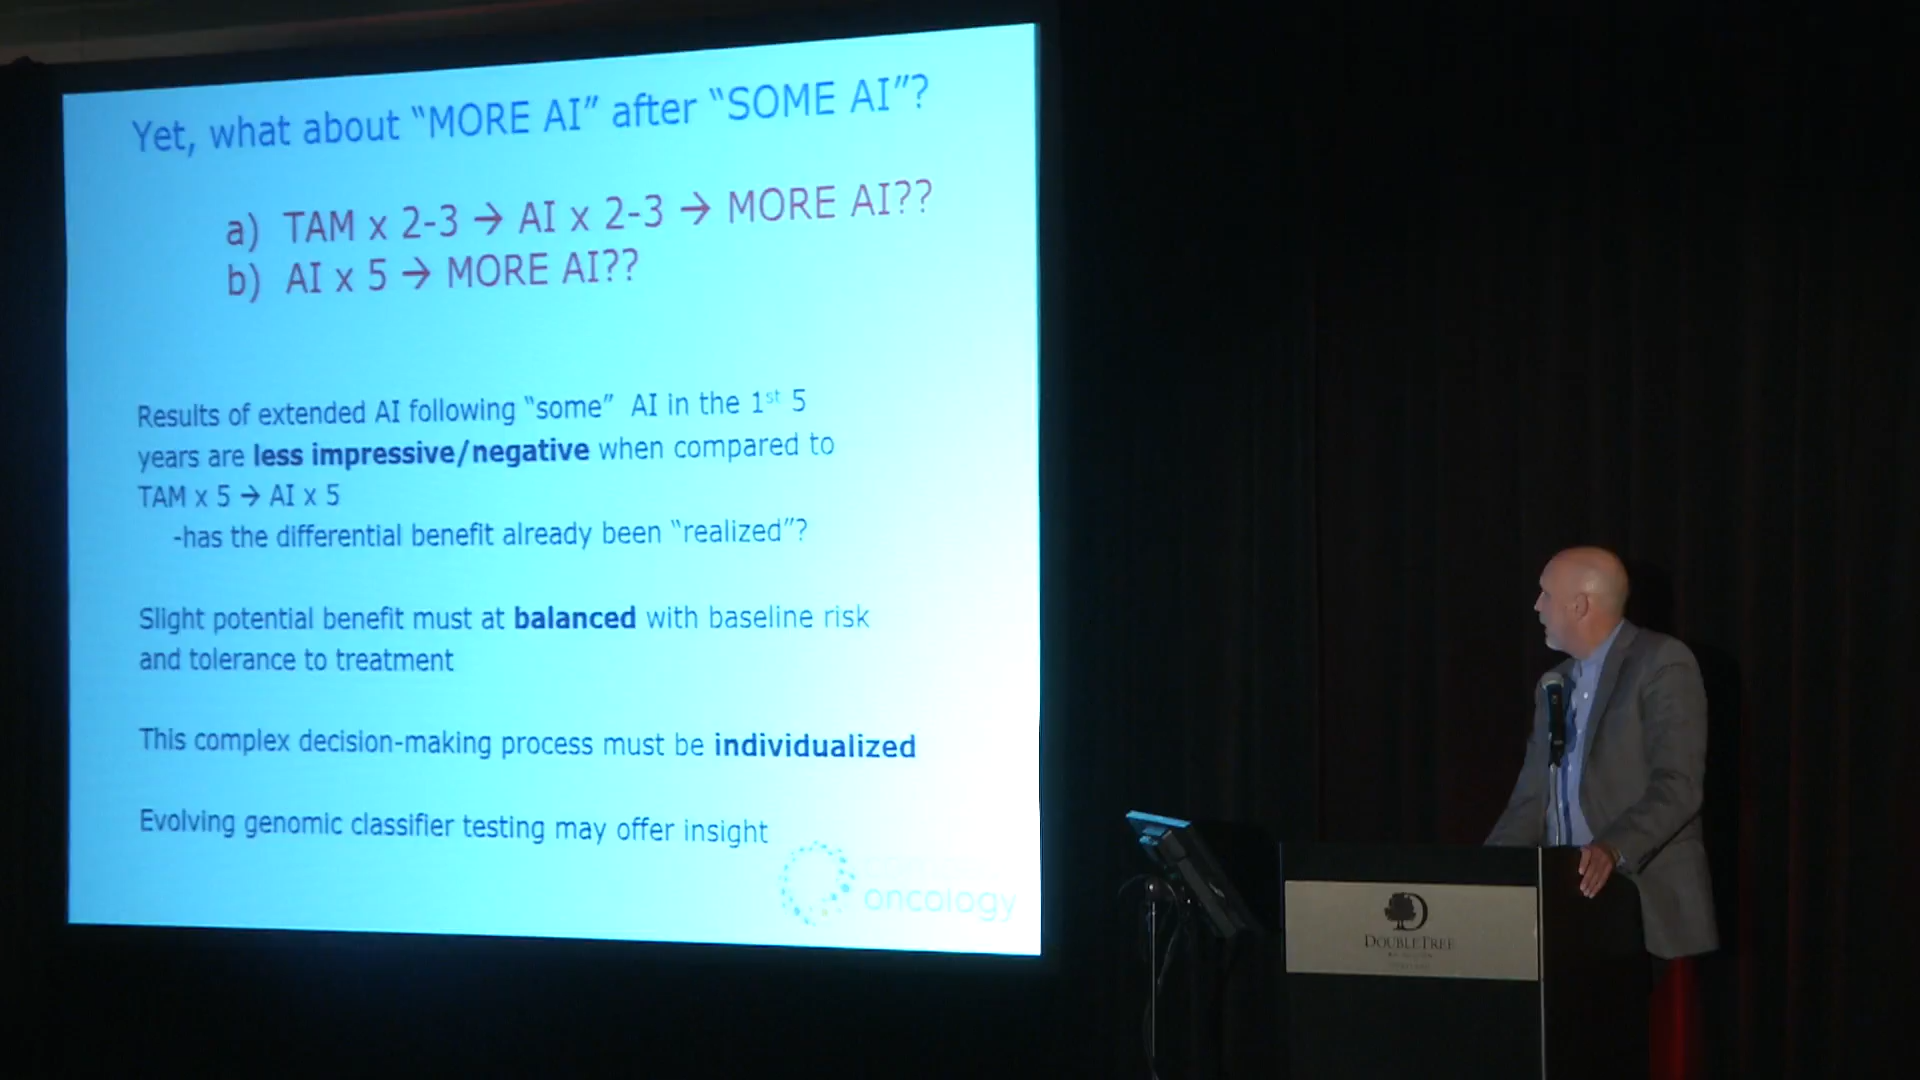 Yet, what about “MORE AI” after “SOME AI”?
a) TAM x 2-3 → AI x 2-3 → MORE AI??
b) AI x 5 → MORE AI??
Results of extended AI following “some” AI in the 1st 5
years are less impressive/negative when compared to
TAM x 5 → AI x 5
-has the differential benefit already been “realized”?
Slight potential benefit must at balanced with baseline risk
and tolerance to treatment
This complex decision-making process must be individualized
Evolving genomic classifier testing may offer insight
oncology
D
DOUBLETREE